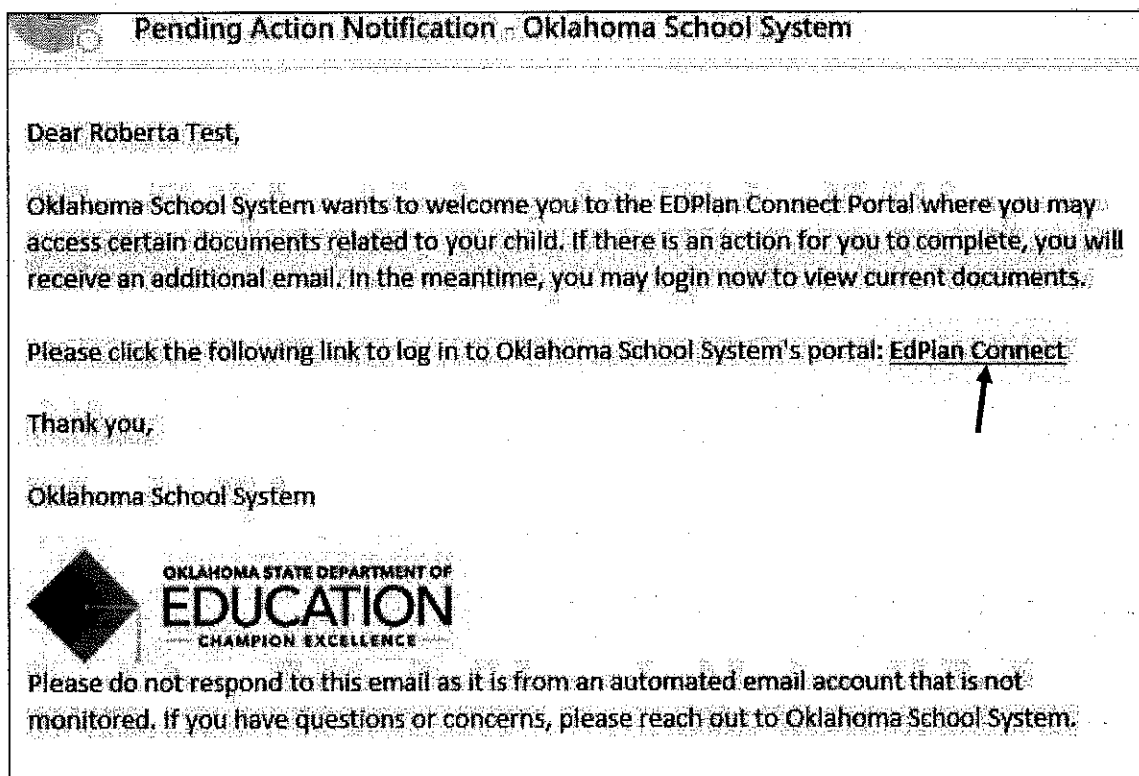 Pending Action Notification - Oklahoma School System
Dear Roberta Test,
Oklahoma School System wants to welcome you to the EDPlan Connect Portal where you may
access certain documents related to your child. If there is an action for you to complete, you will
receive an additional email. In the meantime, you may login now to view current documents.
Please click the following link to log in to Oklahoma School System's portal: EdPlan Connect
Thank you,
Oklahoma School System
OKLAHOMA STATE DEPARTMENT OF
EDUCATION
CHAMPION EXCELLENCE
Please do not respond to this email as it is from an automated email account that is not
monitored. If you have questions or concerns, please reach out to Oklahoma School System.